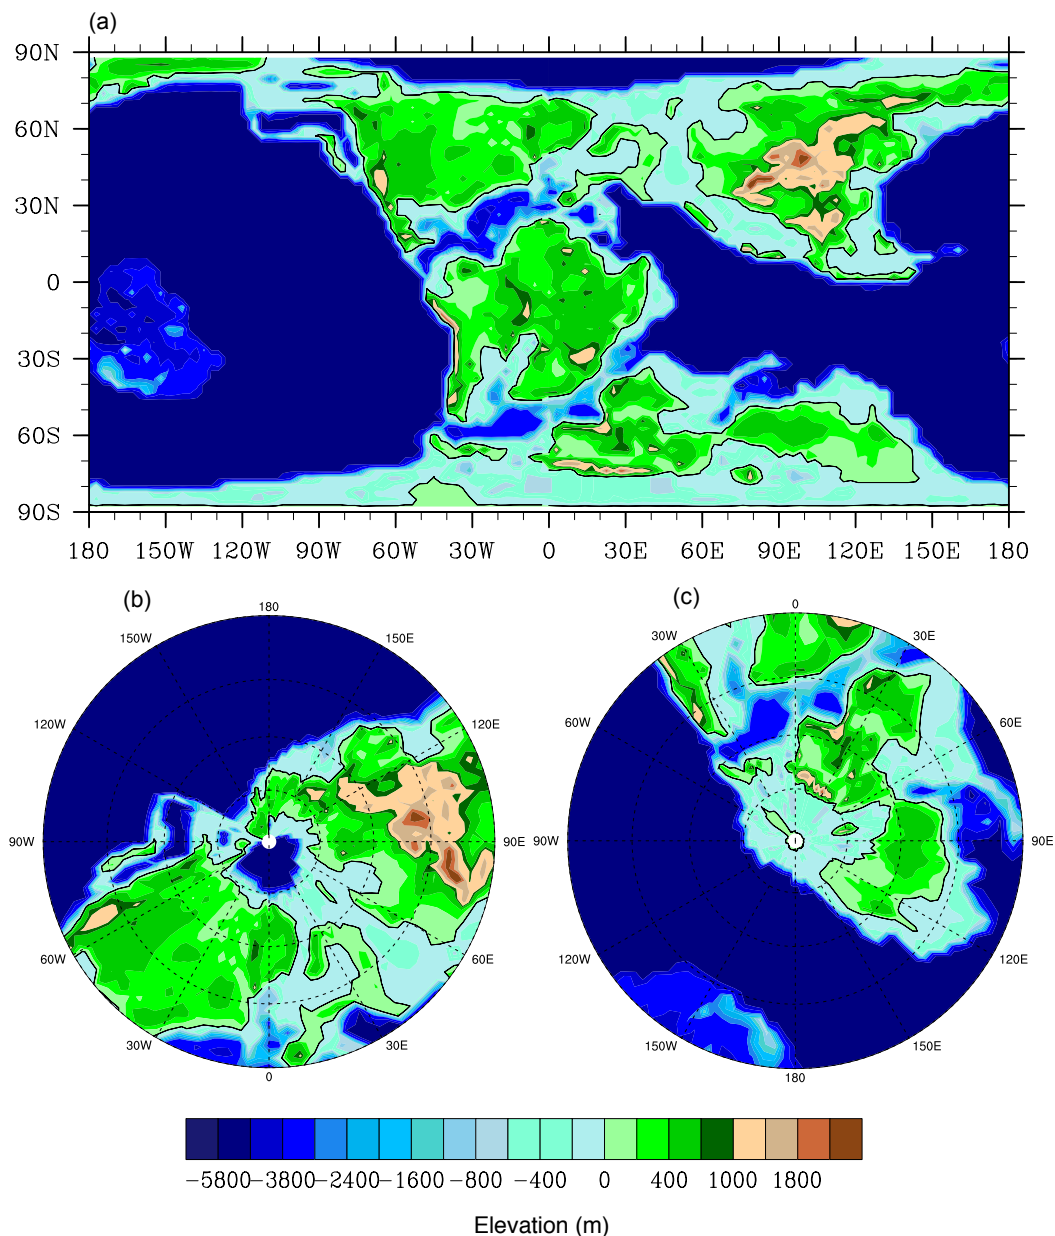 (a)
90N
60N
30N
0
30S
60S
90S
180 150W 120W 90W 60W 30W 0 30E 60E 90E 120E 150E 180
(b)
180
150W 150E
120W 120E
90W 90E
60W 60E
30W 30E
0
(c)
0
30W 30E
60W 60E
90W 90E
120W 120E
150W 150E
180
−5800−3800−2400−1600 −800 −400 0 400 1000 1800
Elevation (m)